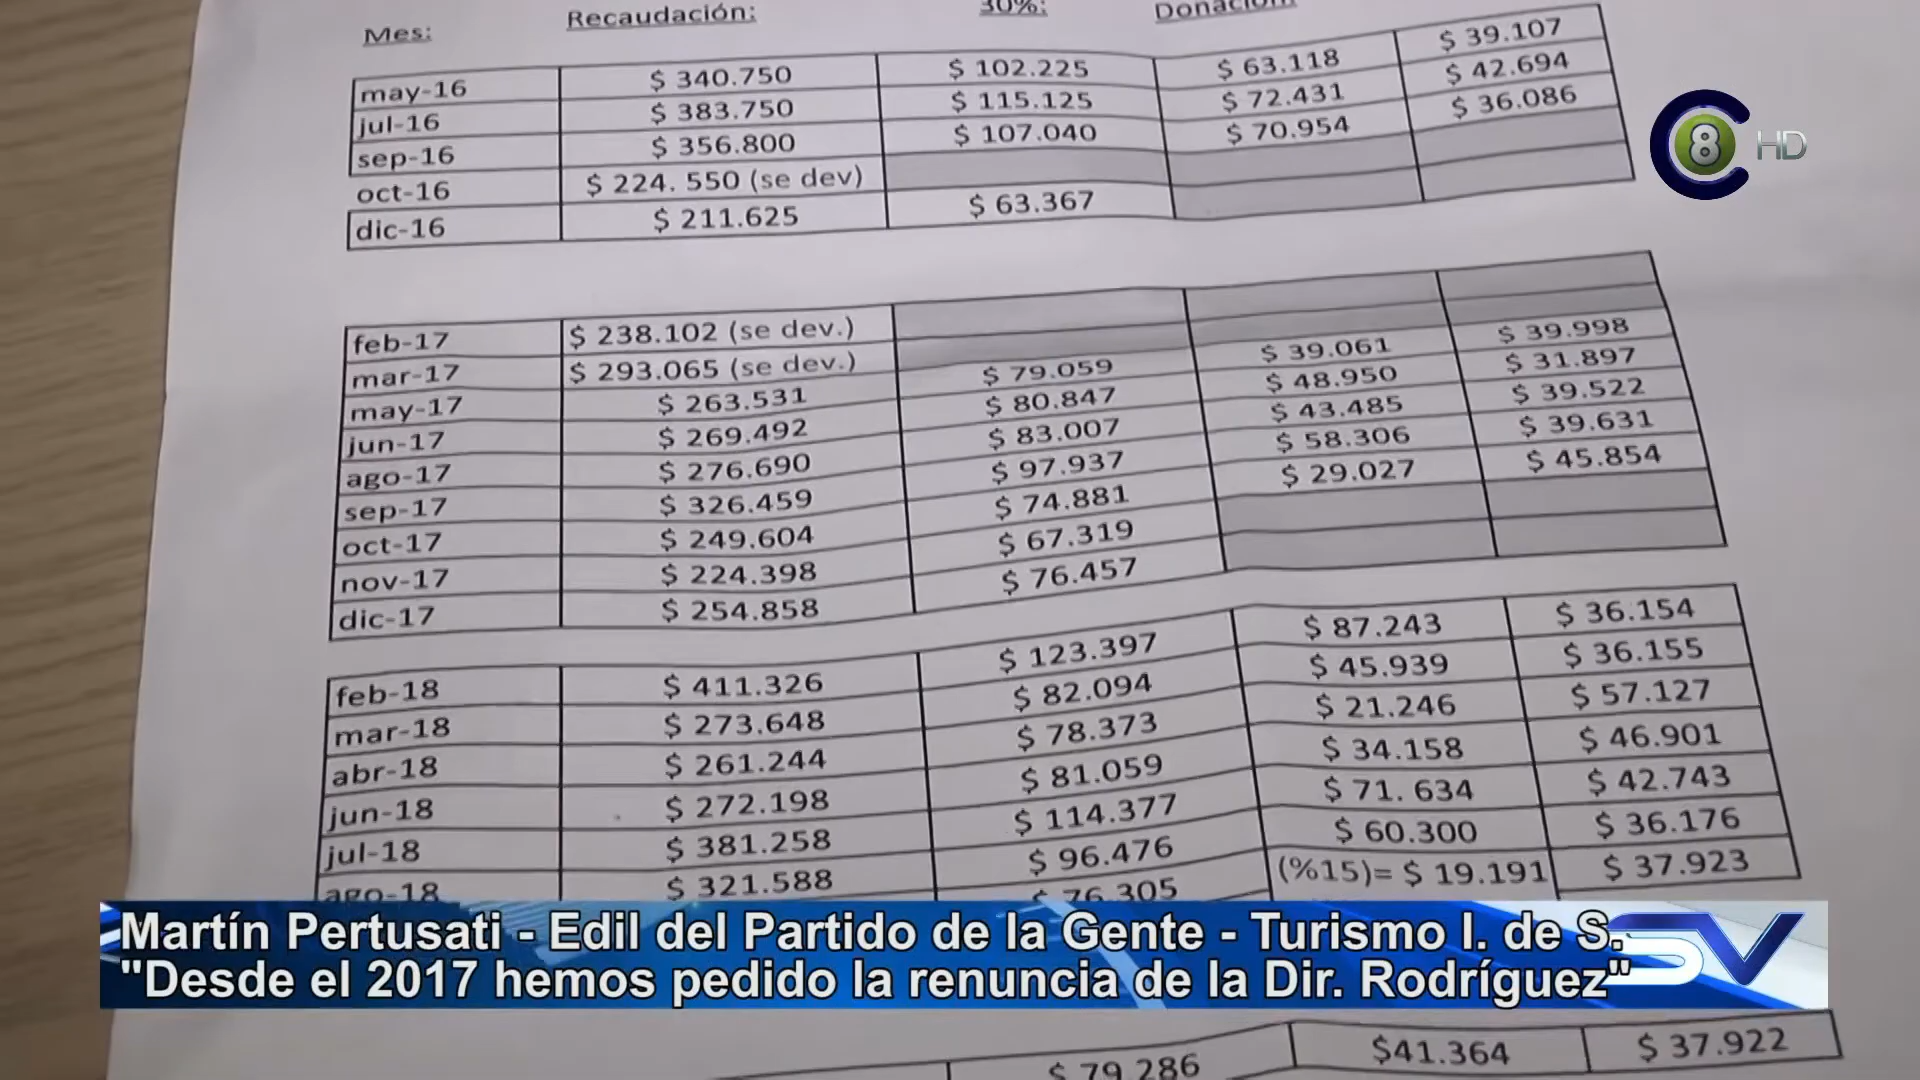 Mes: Recaudación: 30%: Donación:
may-16 $ 340.750 $ 102.225 $ 63.118 $ 39.107
jul-16 $ 383.750 $ 115.125 $ 72.431 $ 42.694
sep-16 $ 356.800 $ 107.040 $ 70.954 $ 36.086
oct-16 $ 224. 550 (se dev)
dic-16 $ 211.625 $ 63.367
8 HD
feb-17 $ 238.102 (se dev.)
mar-17 $ 293.065 (se dev.)
may-17 $ 263.531 $ 79.059 $ 39.061 $ 39.998
jun-17 $ 269.492 $ 80.847 $ 48.950 $ 31.897
ago-17 $ 276.690 $ 83.007 $ 43.485 $ 39.522
sep-17 $ 326.459 $ 97.937 $ 58.306 $ 39.631
oct-17 $ 249.604 $ 74.881 $ 29.027 $ 45.854
nov-17 $ 224.398 $ 67.319
dic-17 $ 254.858 $ 76.457
feb-18 $ 411.326 $ 123.397 $ 87.243 $ 36.154
mar-18 $ 273.648 $ 82.094 $ 45.939 $ 36.155
abr-18 $ 261.244 $ 78.373 $ 21.246 $ 57.127
jun-18 $ 272.198 $ 81.059 $ 34.158 $ 46.901
jul-18 $ 381.258 $ 114.377 $ 71. 634 $ 42.743
ago-18 $ 321.588 $ 96.476 $ 60.300 $ 36.176
$ 76.305 (%15)= $ 19.191 $ 37.923
Martín Pertusati - Edil del Partido de la Gente - Turismo I. de S.
"Desde el 2017 hemos pedido la renuncia de la Dir. Rodríguez"
SV
$ 79.286 $41.364 $ 37.922